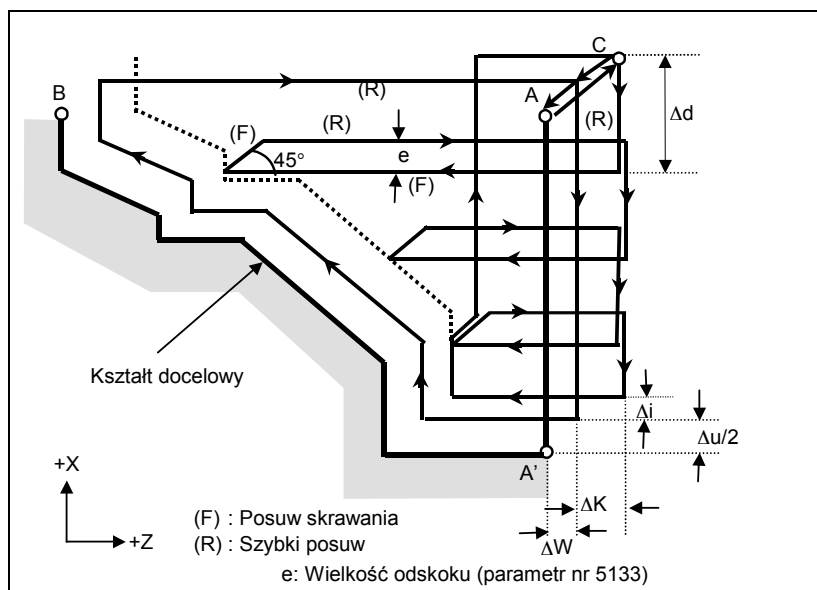 C
B
(R)
A
(F)
(R)
(R)
Δd
45°
e
(F)
Kształt docelowy
Δi
Δu/2
A’
+X
ΔK
(F) : Posuw skrawania
+Z
(R) : Szybki posuw
ΔW
e: Wielkość odskoku (parametr nr 5133)